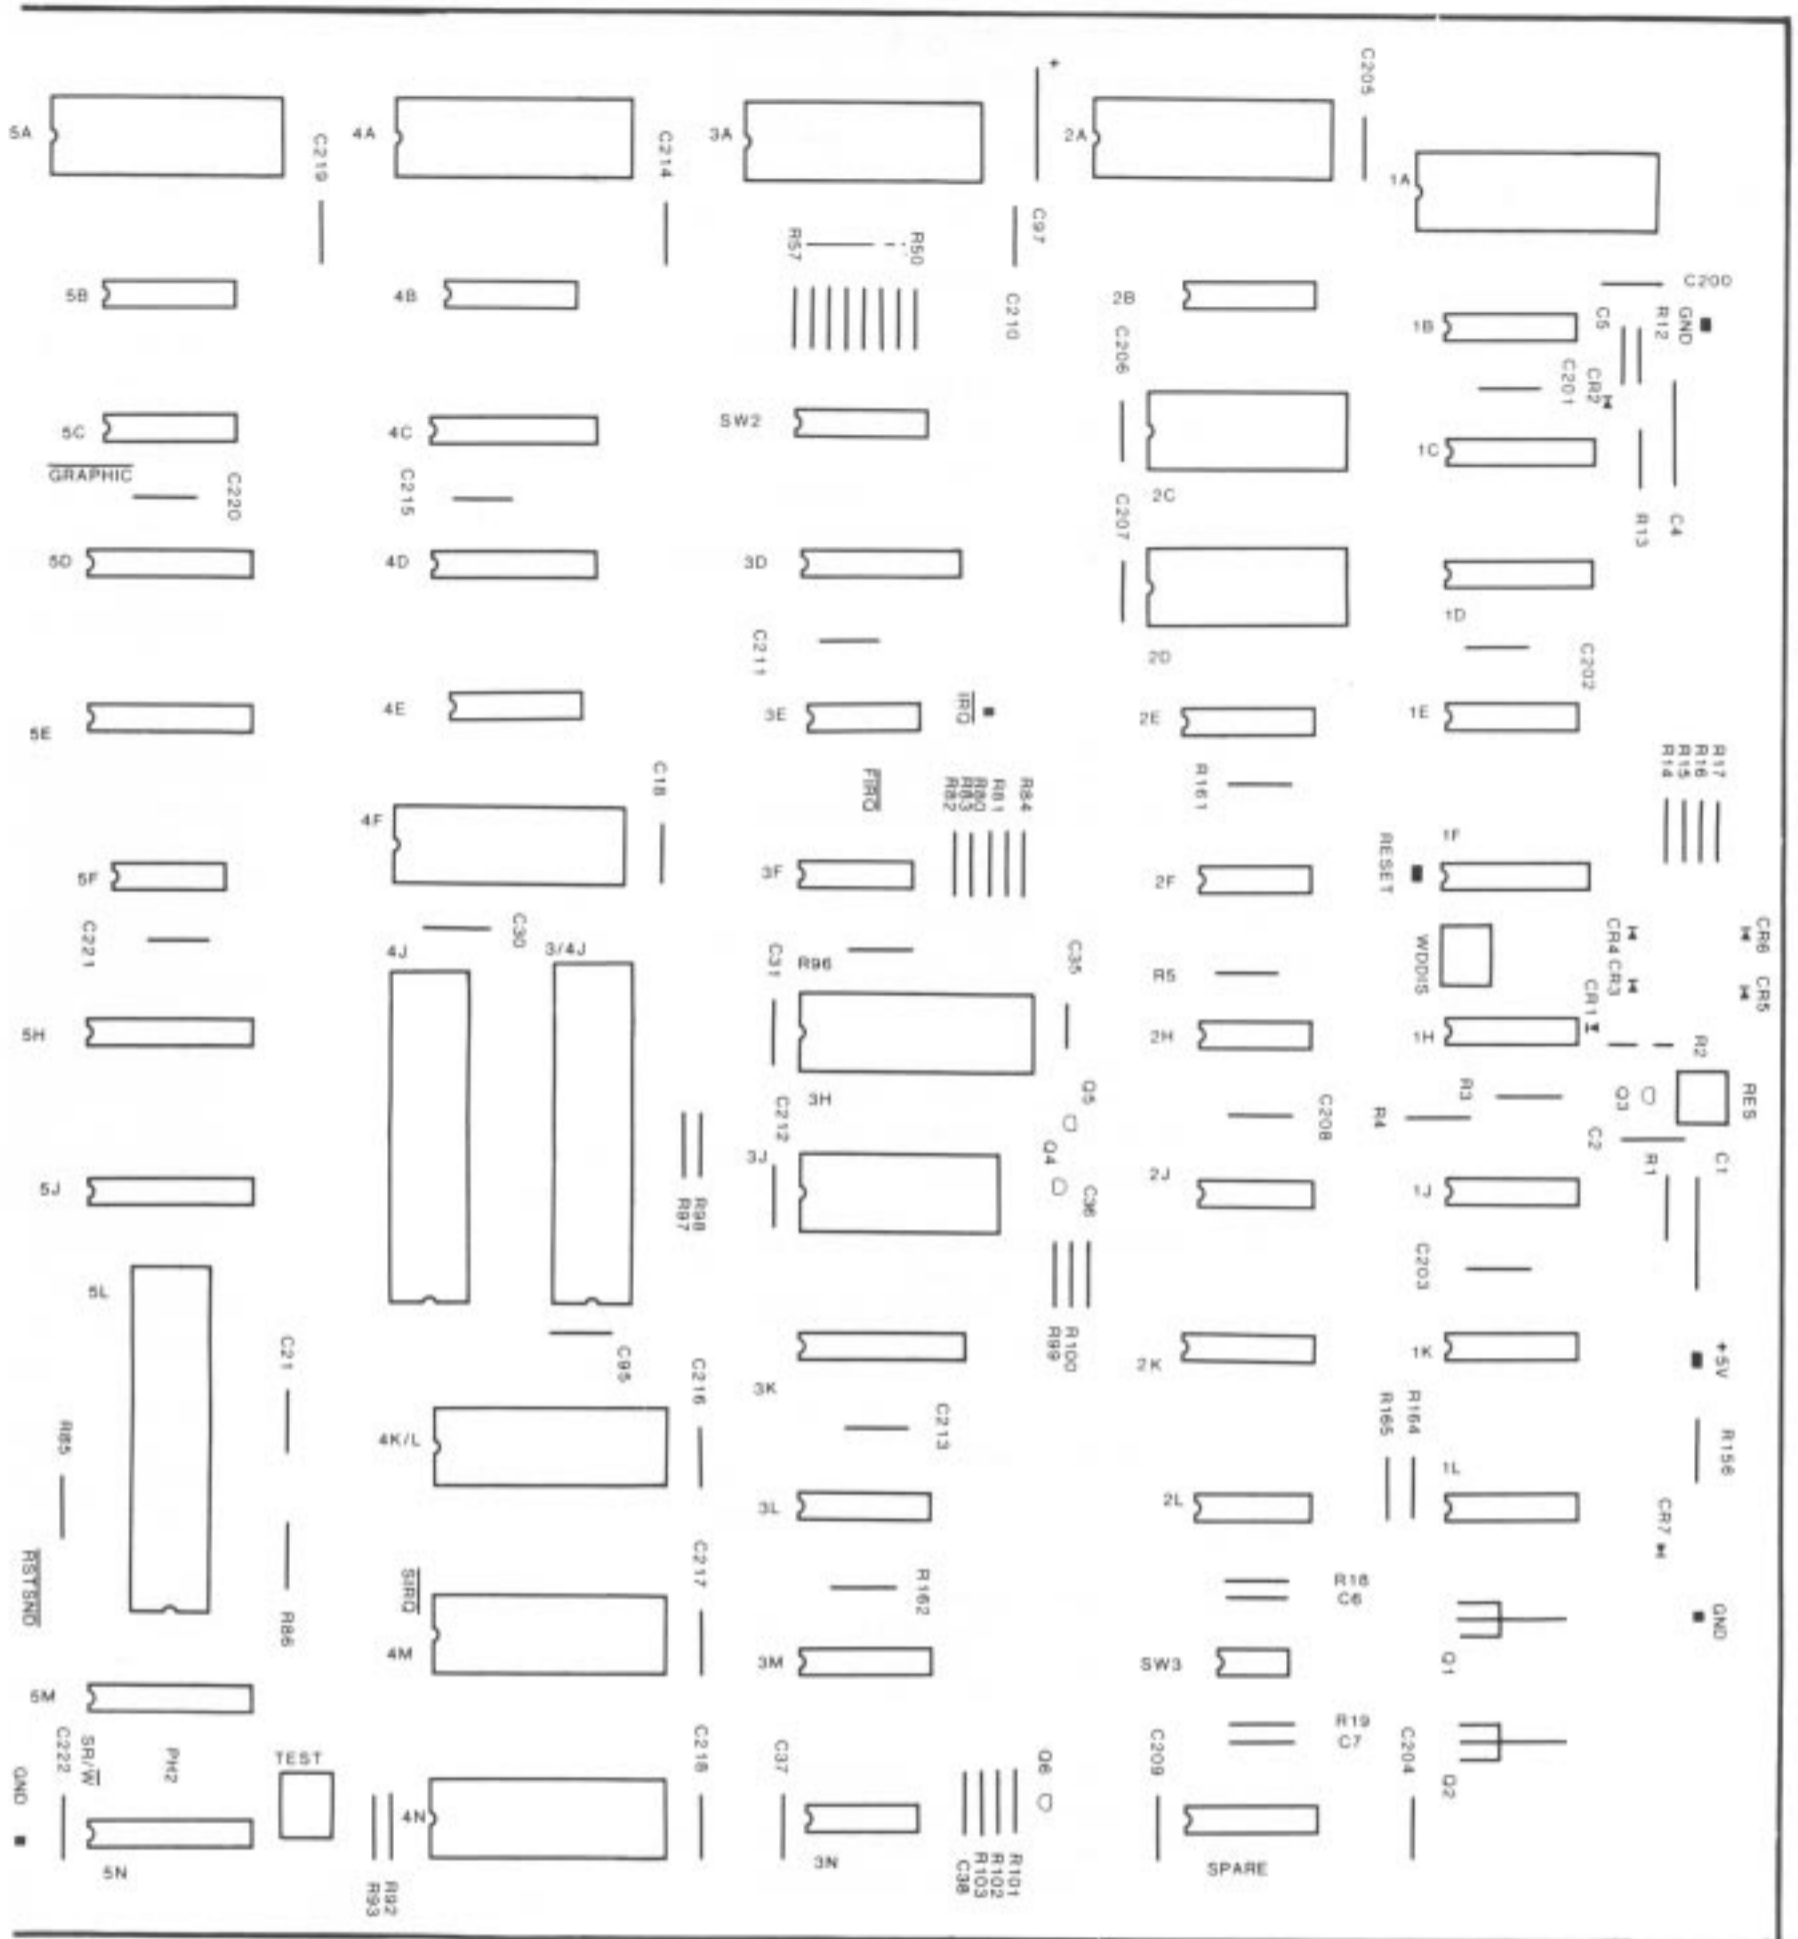 C205
+
5A
4A
3A
2A
C219
C214
1A
C97
R57
R50
C200
5B
4B
C210
2B
1B
C5
R12
GND
C206
C201
CR2
SW2
5C
4C
1C
GRAPHIC
C220
C215
2C
C207
R13
C4
5D
4D
3D
1D
C211
2D
C202
4E
3E
IRQ
2E
1E
5E
R14
R15
R16
R17
C18
FIRQ
R82
R83
R80
R81
R84
R161
4F
1F
RESET
5F
3F
2F
C221
C30
4J
3/4J
C31
R96
C35
R5
WDDIS
CR4
CR3
CR6
CR5
CR1
5H
2H
1H
R2
3H
Q5
R3
Q3
RES
C212
C208
R4
C2
3J
Q4
R1
C1
5J
R97
R98
C36
2J
1J
C203
5L
C21
C95
R99
R100
2K
1K
+5V
C216
3K
R165
R164
R85
4K/L
C213
R156
1L
3L
2L
CR7
RSTSND
R86
SIRQ
C217
R162
R18
C6
GND
4M
3M
SW3
Q1
5M
C222
SR/W
PH2
TEST
C218
C37
Q6
C209
R19
C7
C204
Q2
GND
4N
5N
R93
R92
3N
C38
R103
R102
R101
SPARE